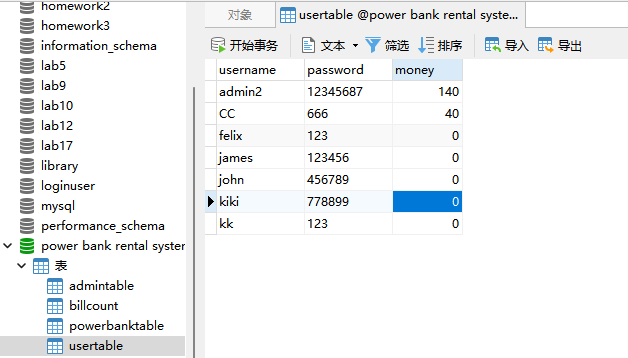 homework2
homework3
information_schema
lab5
lab9
lab10
lab12
lab17
library
loginuser
mysql
performance_schema
power bank rental system
表
admintable
billcount
powerbanktable
usertable
对象
usertable @power bank rental syste...
开始事务 文本 筛选 排序 导入 导出
username password money
admin2 12345687 140
CC 666 40
felix 123 0
james 123456 0
john 456789 0
kiki 778899 0
kk 123 0